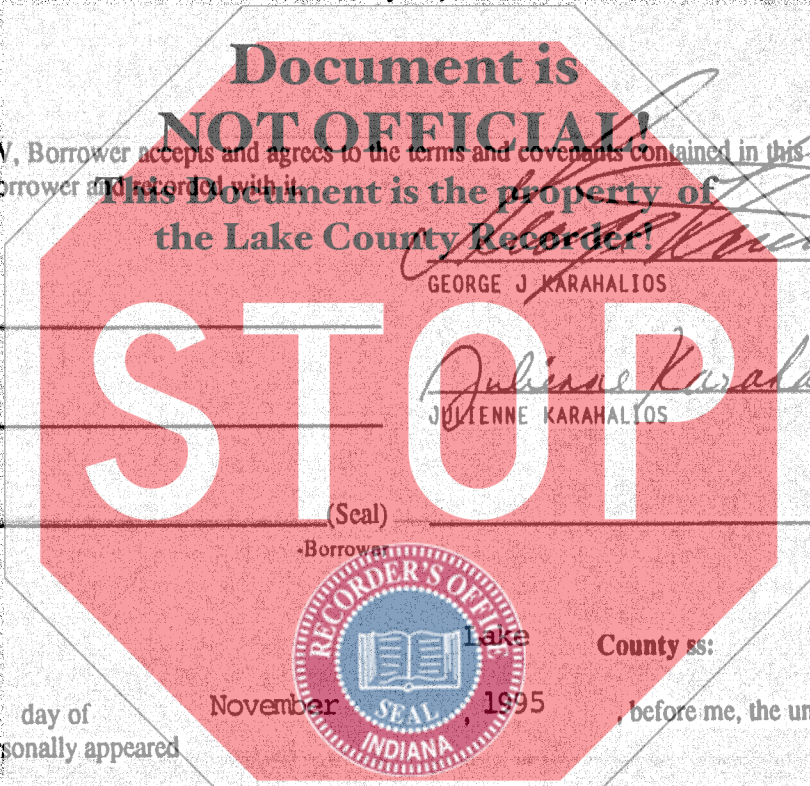 Document is
NOT OFFICIAL!
, Borrower accepts and agrees to the terms and covenants contained in this
orrower and recorded with it.
This Document is the property of
the Lake County Recorder!
GEORGE J KARAHALIOS
STOP
Julienne Karaha
JULIENNE KARAHALIOS
(Seal)
-Borrower
RECORDER'S OFFICE
SEAL
INDIANA
Lake County ss:
day of November , 1995 , before me, the un
sonally appeared